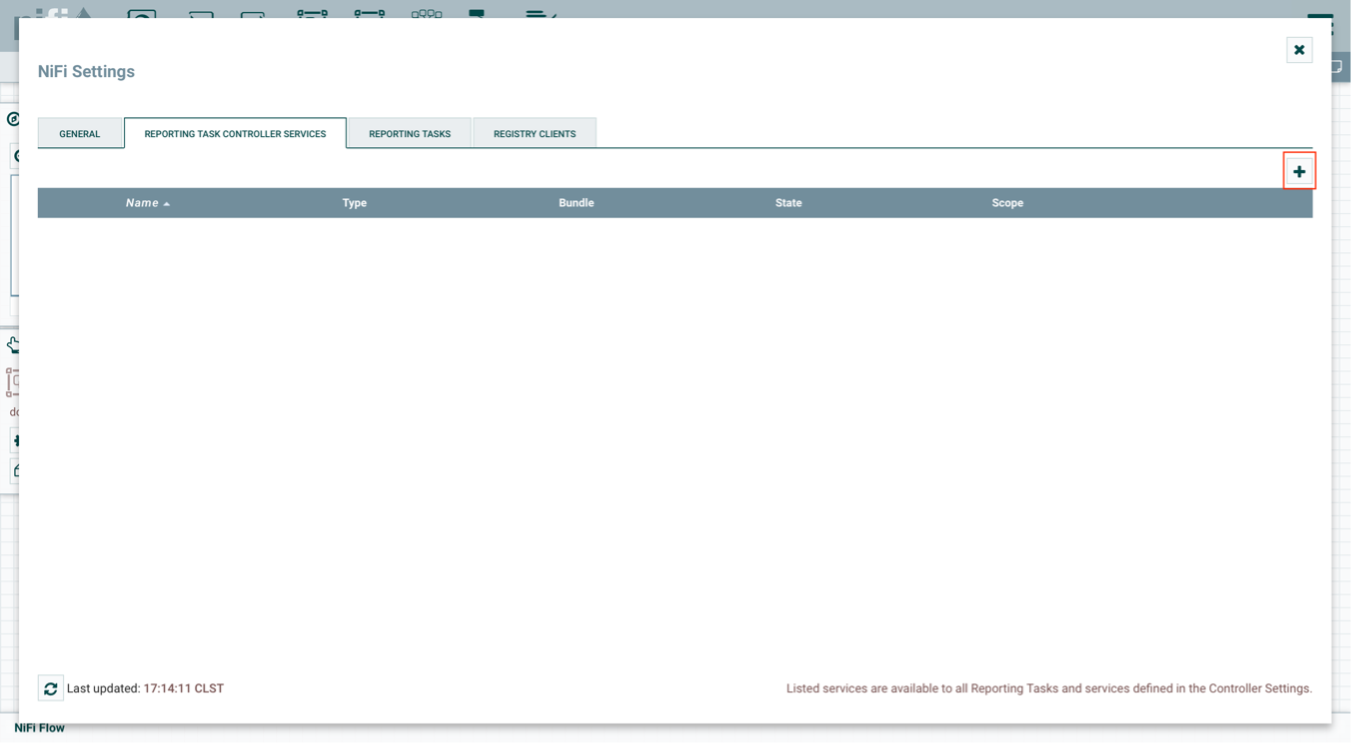 NiFi Settings
GENERAL
REPORTING TASK CONTROLLER SERVICES
REPORTING TASKS
REGISTRY CLIENTS
Name
Type
Bundle
State
Scope
Last updated: 17:14:11 CLST
Listed services are available to all Reporting Tasks and services defined in the Controller Settings.
NiFi Flow